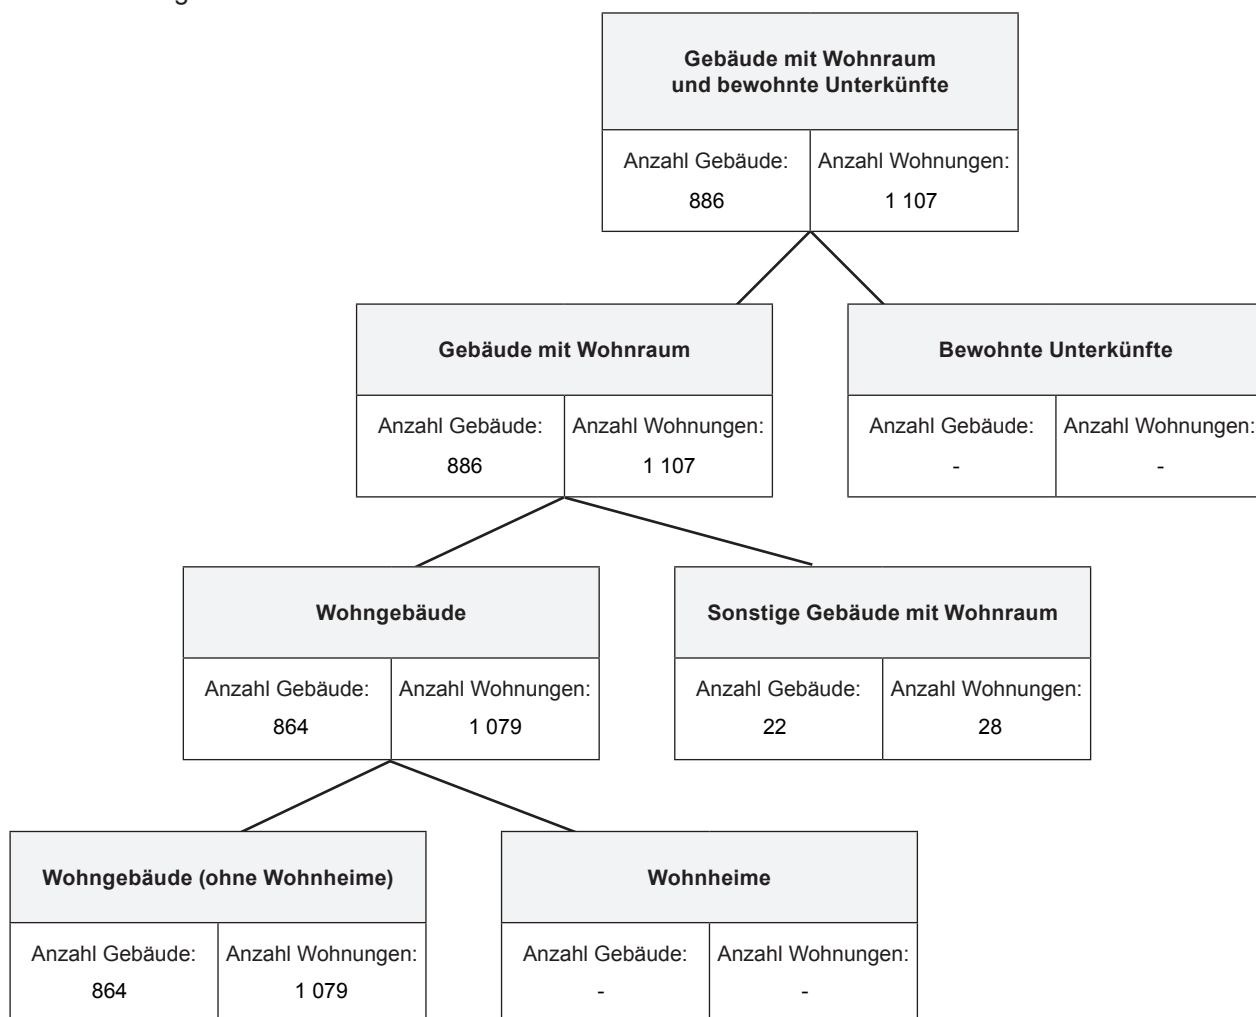 Gebäude mit Wohnraum
und bewohnte Unterkünfte
Anzahl Gebäude:
886
Anzahl Wohnungen:
1 107
Gebäude mit Wohnraum
Anzahl Gebäude:
886
Anzahl Wohnungen:
1 107
Bewohnte Unterkünfte
Anzahl Gebäude:
-
Anzahl Wohnungen:
-
Wohngebäude
Anzahl Gebäude:
864
Anzahl Wohnungen:
1 079
Sonstige Gebäude mit Wohnraum
Anzahl Gebäude:
22
Anzahl Wohnungen:
28
Wohngebäude (ohne Wohnheime)
Anzahl Gebäude:
864
Anzahl Wohnungen:
1 079
Wohnheime
Anzahl Gebäude:
-
Anzahl Wohnungen:
-